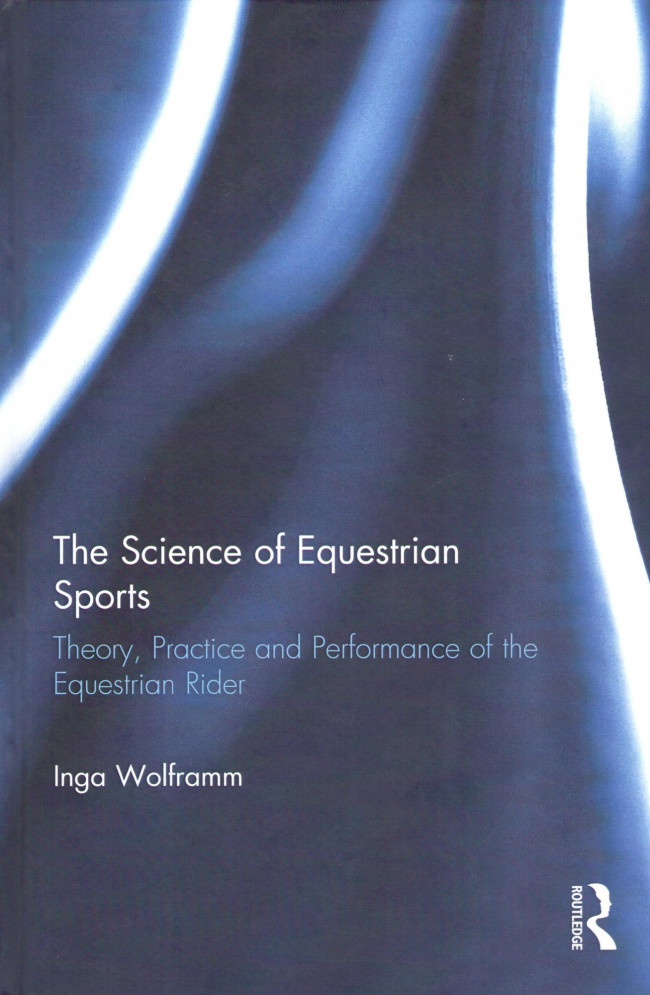 The Science of Equestrian
Sports
Theory, Practice and Performance of the
Equestrian Rider
Inga Wolframm
ROUTLEDGE